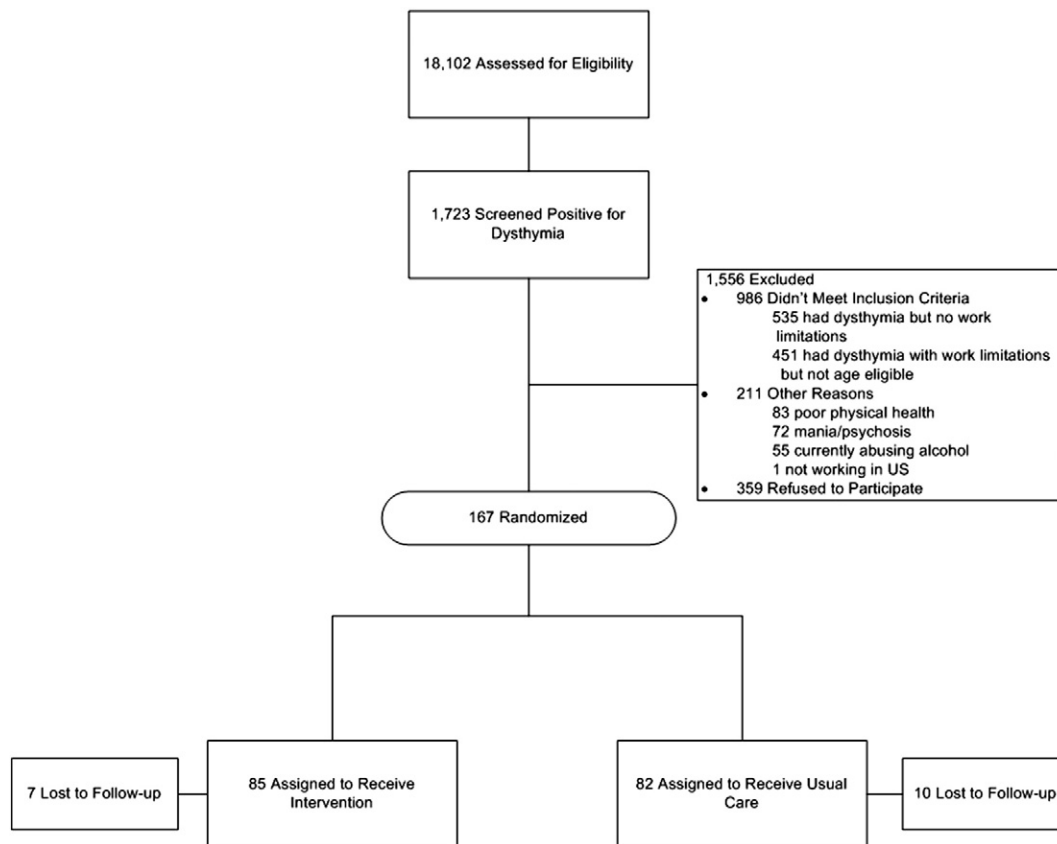 18,102 Assessed for Eligibility
1,723 Screened Positive for
Dysthymia
1,556 Excluded
• 986 Didn't Meet Inclusion Criteria
535 had dysthymia but no work
limitations
451 had dysthymia with work limitations
but not age eligible
• 211 Other Reasons
83 poor physical health
72 mania/psychosis
55 currently abusing alcohol
1 not working in US
• 359 Refused to Participate
167 Randomized
7 Lost to Follow-up
85 Assigned to Receive
Intervention
82 Assigned to Receive Usual
Care
10 Lost to Follow-up